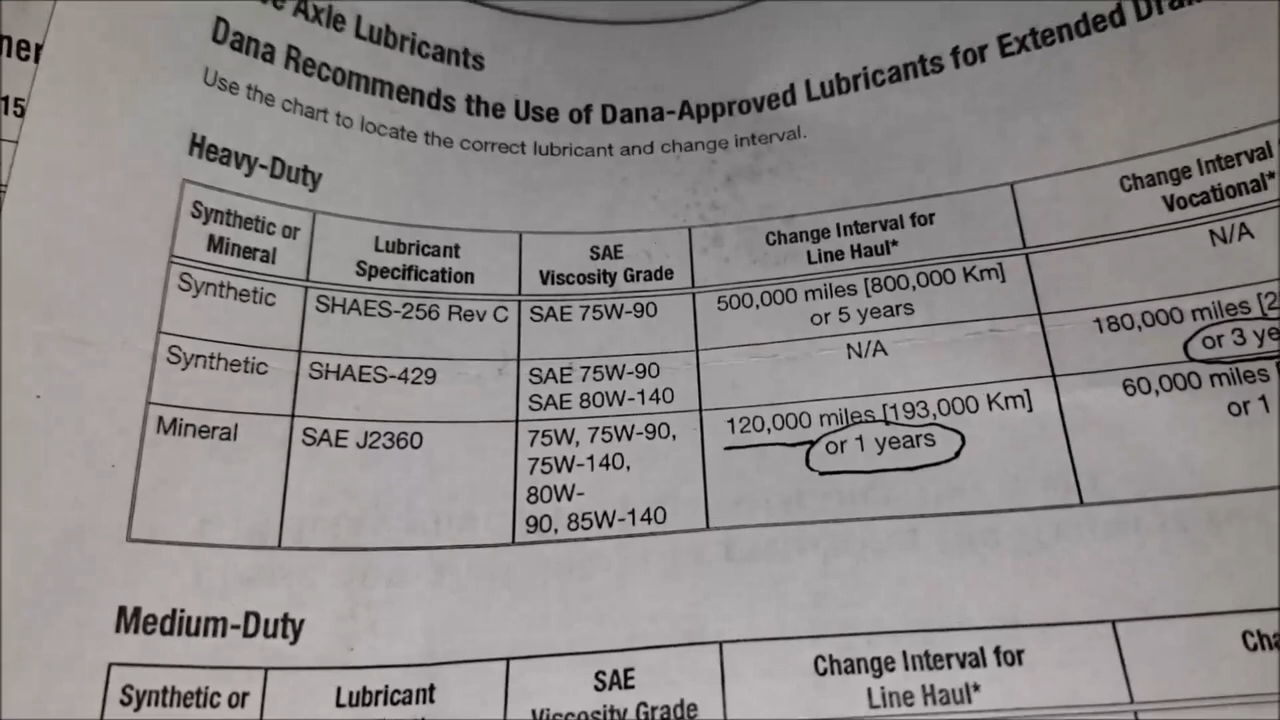 Axle Lubricants
Dana Recommends the Use of Dana-Approved Lubricants for Extended
Use the chart to locate the correct lubricant and change interval.
15
Heavy-Duty
Synthetic or
Mineral
Lubricant
Specification
SAE
Viscosity Grade
Change Interval for
Line Haul*
Change Interval
Vocational*
Synthetic
SHAES-256 Rev C
SAE 75W-90
500,000 miles [800,000 Km]
or 5 years
N/A
Synthetic
SHAES-429
SAE 75W-90
SAE 80W-140
N/A
180,000 miles [2
or 3 ye
Mineral
SAE J2360
75W, 75W-90,
75W-140,
80W-
90, 85W-140
120,000 miles [193,000 Km]
or 1 years
60,000 miles
or 1
Medium-Duty
Synthetic or
Lubricant
SAE
Viscosity Grade
Change Interval for
Line Haul*